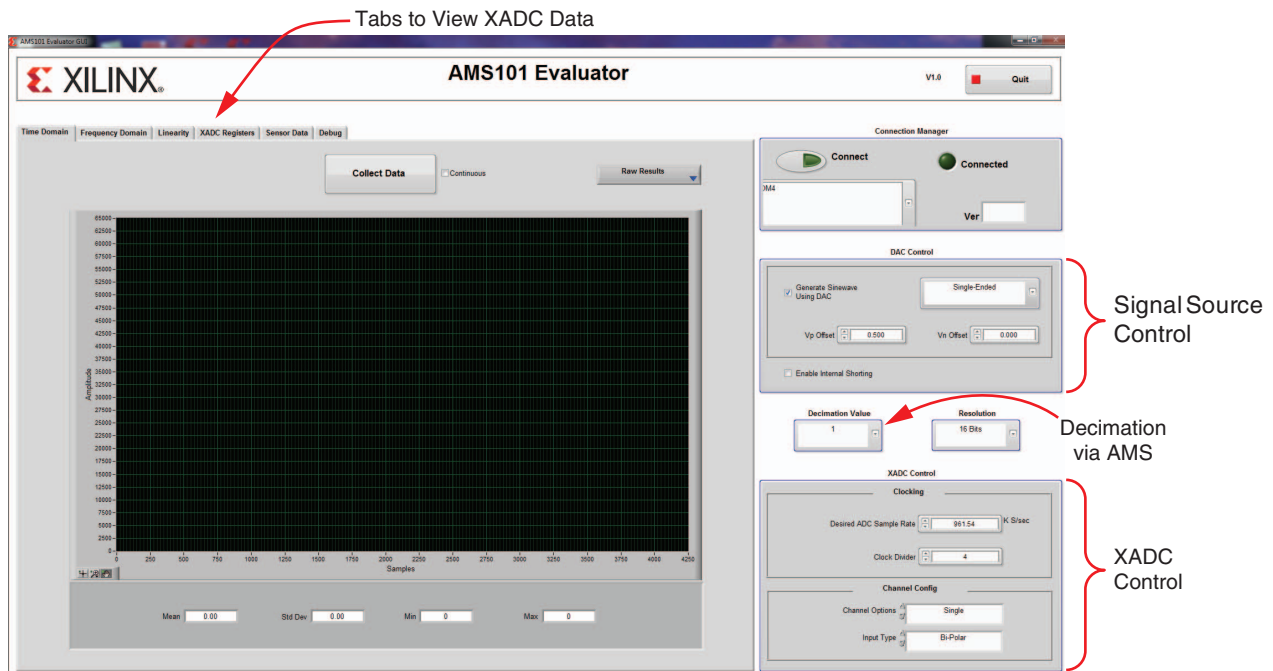 Tabs to View XADC Data
AMS101 Evaluator GUI
XILINX®
AMS101 Evaluator
V1.0
Quit
Time Domain
Frequency Domain
Linearity
XADC Registers
Sensor Data
Debug
Collect Data
Continuous
Raw Results
Connection Manager
Connect
Connected
OM4
Ver
DAC Control
Generate Sinewave
Using DAC
Single-Ended
Vp Offset 0.500
Vn Offset 0.000
Enable Internal Shorting
Signal Source
Control
Decimation Value
1
Resolution
16 Bits
Decimation
via AMS
XADC Control
Clocking
Desired ADC Sample Rate 961.54 K S/sec
Clock Divider 4
Channel Config
Channel Options Single
Input Type Bi-Polar
XADC
Control
Amplitude
65000
62500
60000
57500
55000
52500
50000
47500
45000
42500
40000
37500
35000
32500
30000
27500
25000
22500
20000
17500
15000
12500
10000
7500
5000
2500
0
0 250 500 750 1000 1250 1500 1750 2000 2250 2500 2750 3000 3250 3500 3750 4000 4250
Samples
Mean 0.00 Std Dev 0.00 Min 0 Max 0